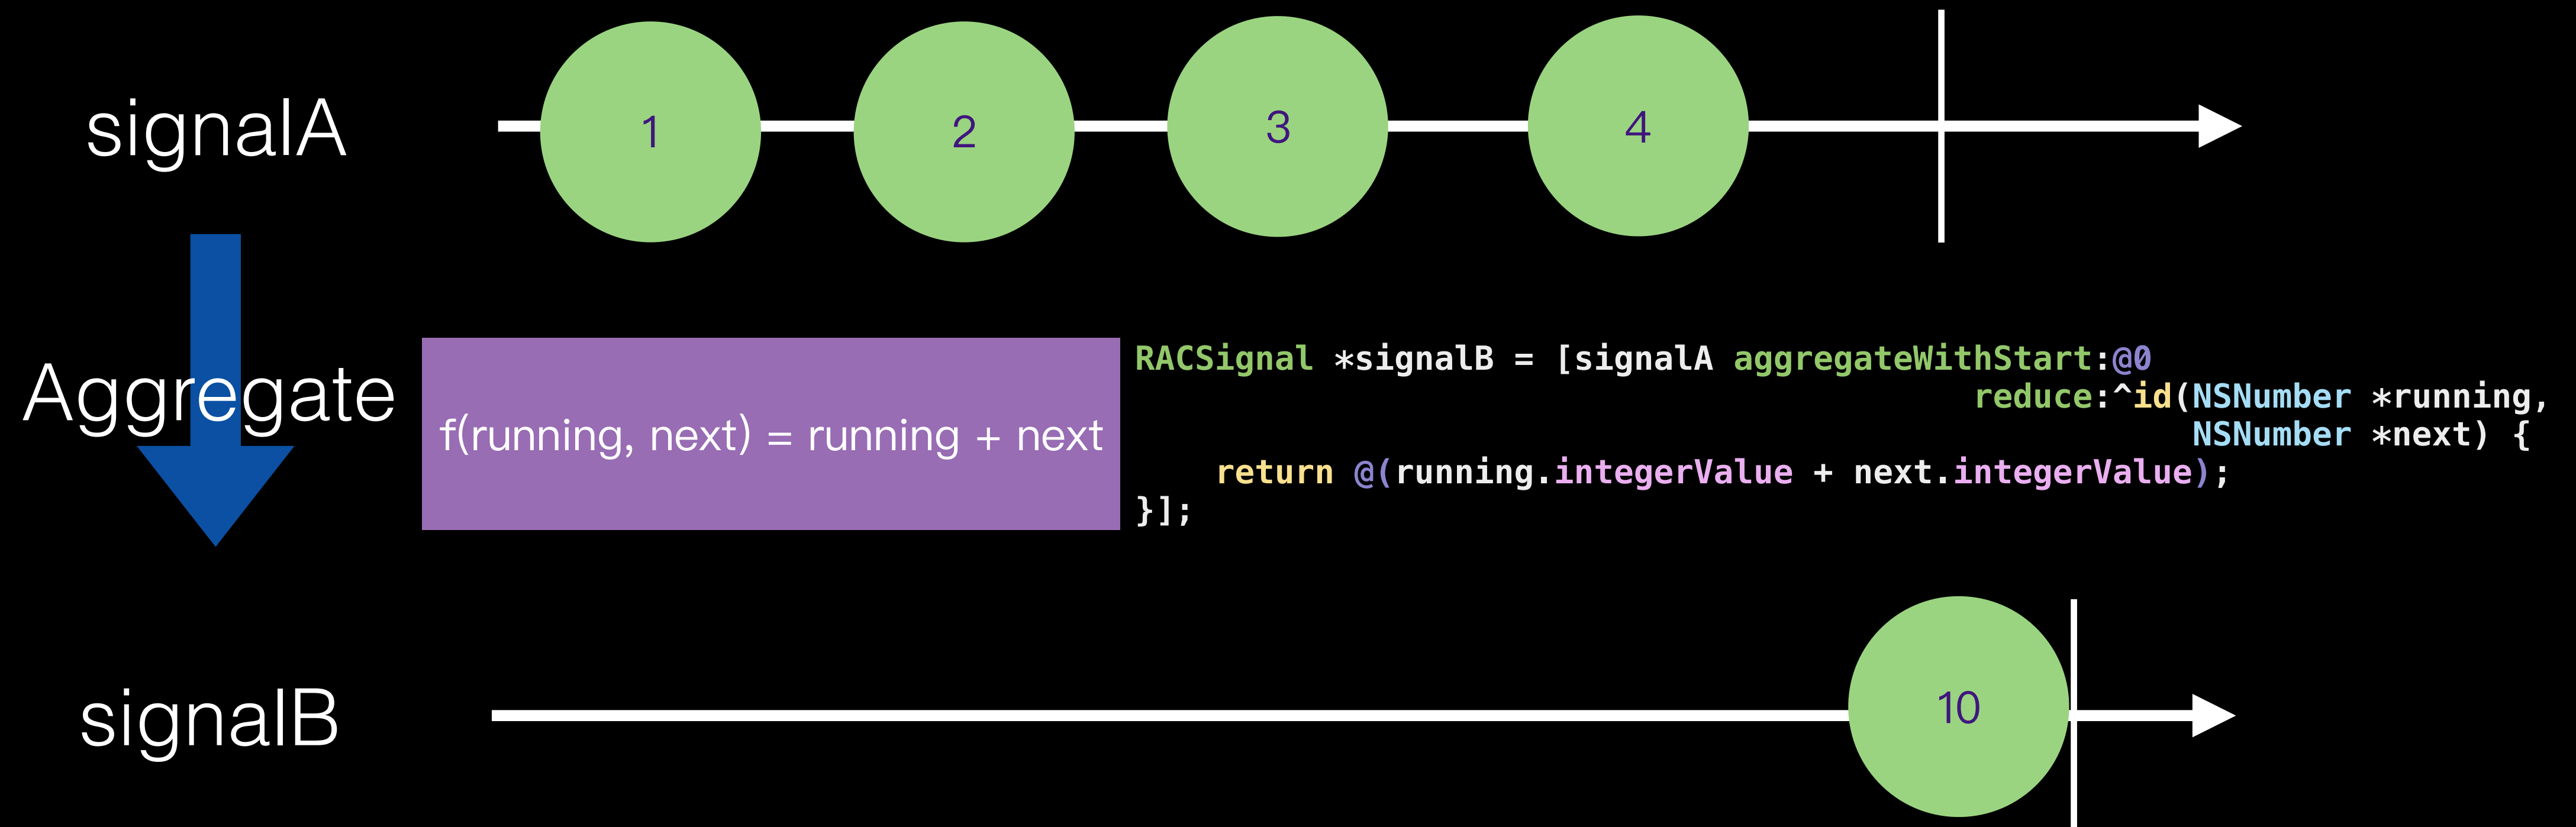 signalA
1
2
3
4
Aggregate
f(running, next) = running + next
RACSignal *signalB = [signalA aggregateWithStart:@0
reduce:^id(NSNumber *running,
NSNumber *next) {
return @(running.integerValue + next.integerValue);
}];
signalB
10